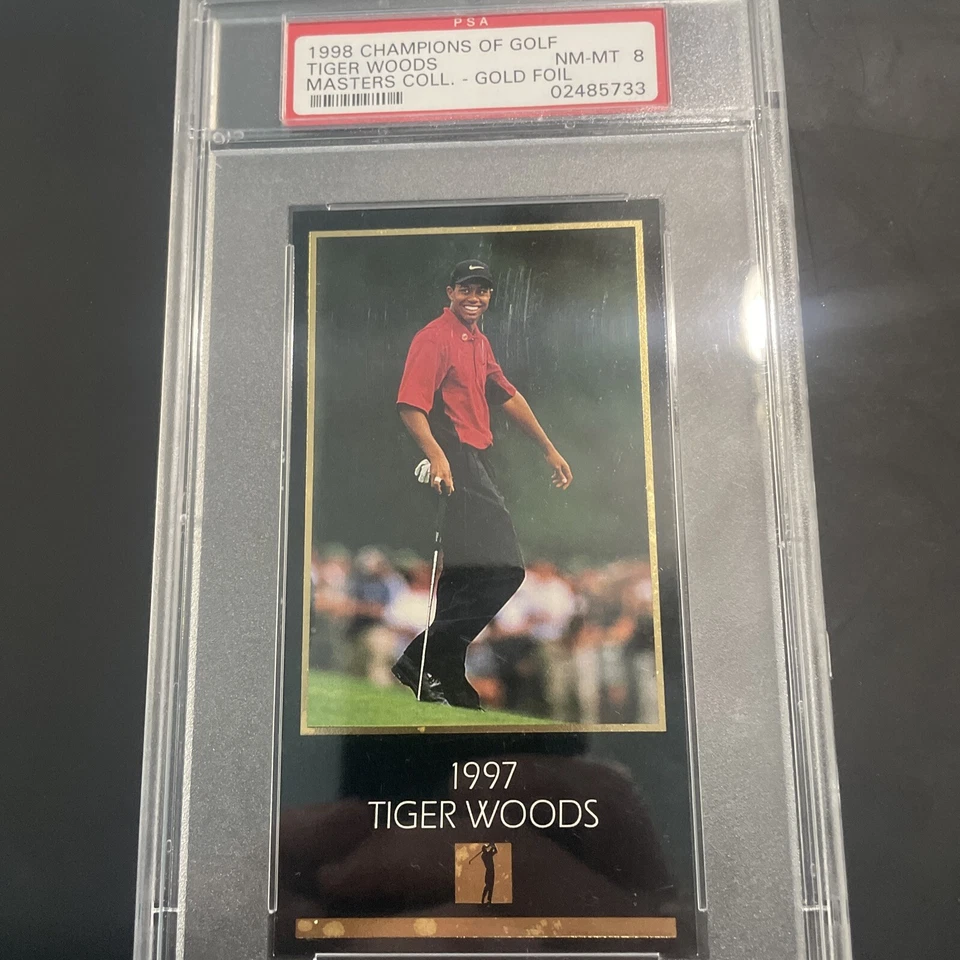 PSA
1998 CHAMPIONS OF GOLF
TIGER WOODS NM-MT 8
MASTERS COLL. - GOLD FOIL
02485733
1997
TIGER WOODS